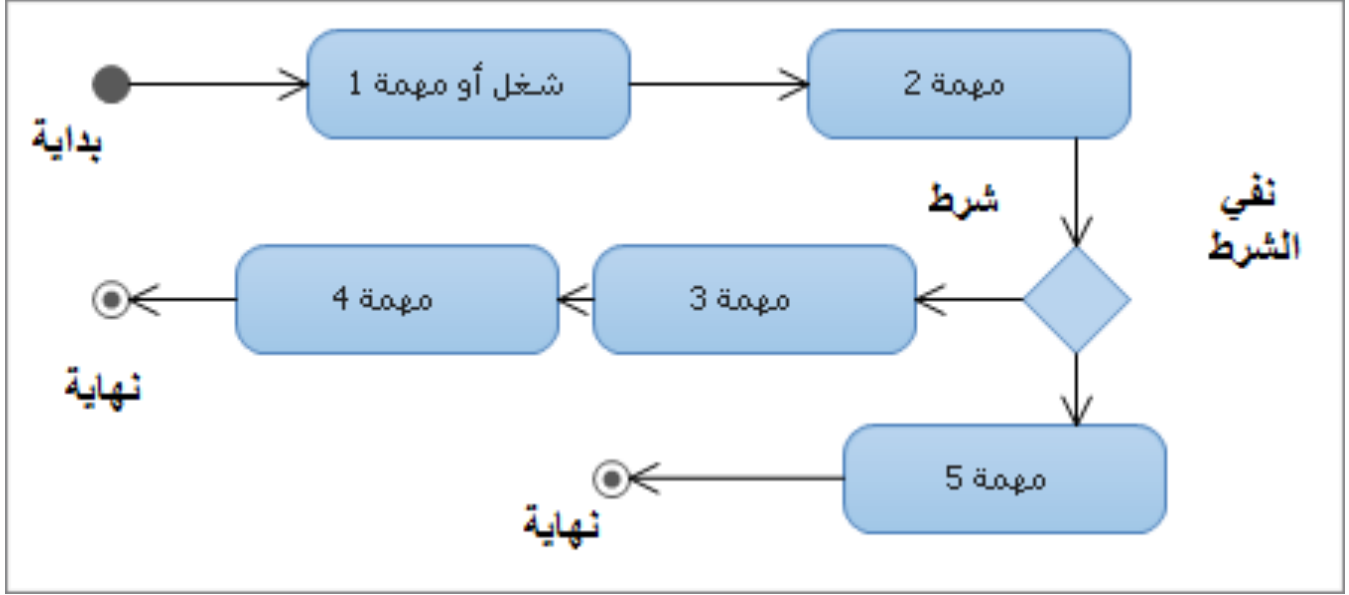 شغل أو مهمة 1
مهمة 2
بداية
شرط
نفي
الشرط
مهمة 3
مهمة 4
نهاية
مهمة 5
نهاية